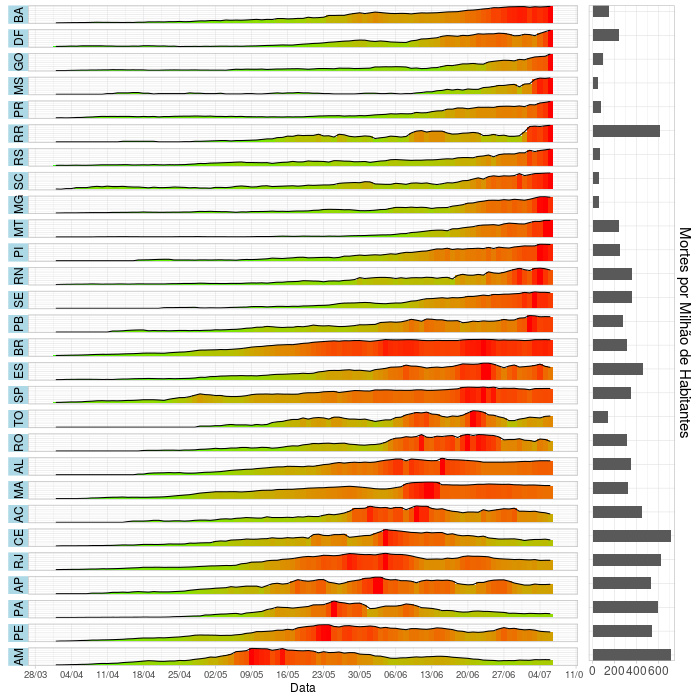 BA
DF
GO
MS
PR
RR
RS
SC
MG
MT
PI
RN
SE
PB
BR
ES
SP
TO
RO
AL
MA
AC
CE
RJ
AP
PA
PE
AM
28/03 04/04 11/04 18/04 25/04 02/05 09/05 16/05 23/05 30/05 06/06 13/06 20/06 27/06 04/07 11/0
Data
0 200 400 600
Mortes por Milhão de Habitantes